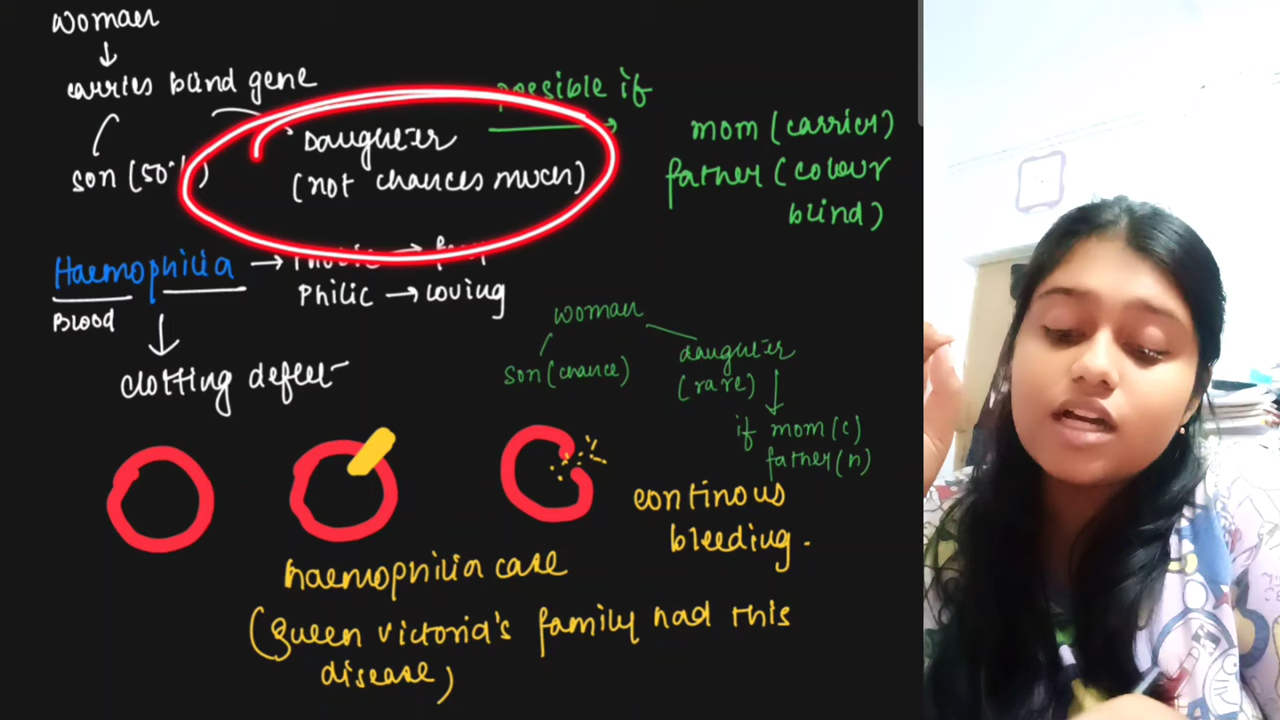 woman
carries blind gene
possible if
Daughter
son (50%)
(not chances much)
mom (carrier)
father (colour
blind)
Haemophilia →
Philic → loving
Blood
clotting defect
woman
son (chance)
daughter
(rare)
if mom (c)
father (h)
continous
bleeding.
haemophilia case
(Queen victoria's family had this
disease)